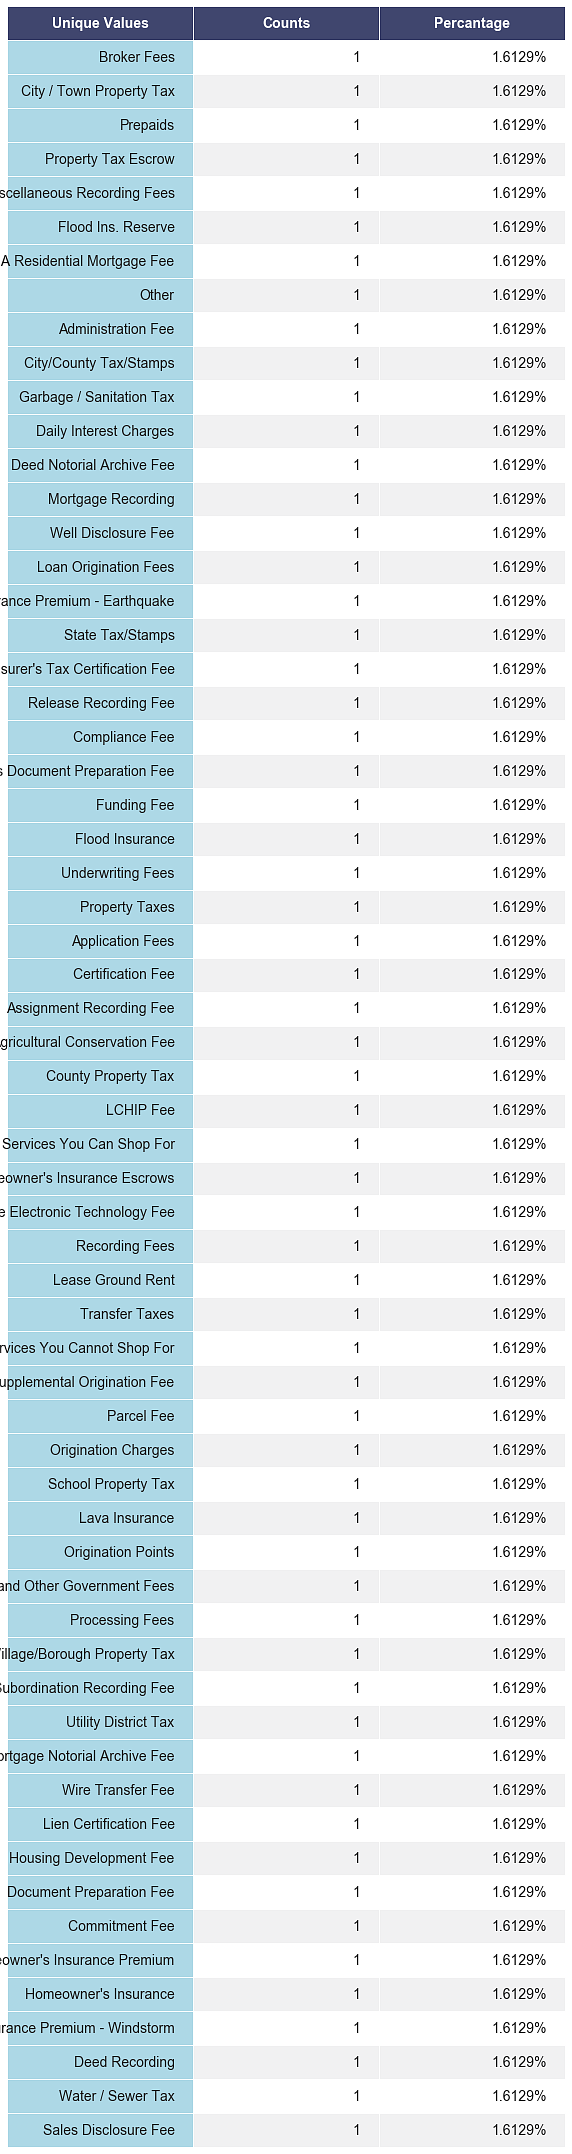 Unique Values Counts Percantage
Broker Fees 1 1.6129%
City / Town Property Tax 1 1.6129%
Prepaids 1 1.6129%
Property Tax Escrow 1 1.6129%
scellaneous Recording Fees 1 1.6129%
Flood Ins. Reserve 1 1.6129%
A Residential Mortgage Fee 1 1.6129%
Other 1 1.6129%
Administration Fee 1 1.6129%
City/County Tax/Stamps 1 1.6129%
Garbage / Sanitation Tax 1 1.6129%
Daily Interest Charges 1 1.6129%
Deed Notorial Archive Fee 1 1.6129%
Mortgage Recording 1 1.6129%
Well Disclosure Fee 1 1.6129%
Loan Origination Fees 1 1.6129%
rance Premium - Earthquake 1 1.6129%
State Tax/Stamps 1 1.6129%
surer's Tax Certification Fee 1 1.6129%
Release Recording Fee 1 1.6129%
Compliance Fee 1 1.6129%
s Document Preparation Fee 1 1.6129%
Funding Fee 1 1.6129%
Flood Insurance 1 1.6129%
Underwriting Fees 1 1.6129%
Property Taxes 1 1.6129%
Application Fees 1 1.6129%
Certification Fee 1 1.6129%
Assignment Recording Fee 1 1.6129%
gricultural Conservation Fee 1 1.6129%
County Property Tax 1 1.6129%
LCHIP Fee 1 1.6129%
Services You Can Shop For 1 1.6129%
eowner's Insurance Escrows 1 1.6129%
e Electronic Technology Fee 1 1.6129%
Recording Fees 1 1.6129%
Lease Ground Rent 1 1.6129%
Transfer Taxes 1 1.6129%
rvices You Cannot Shop For 1 1.6129%
upplemental Origination Fee 1 1.6129%
Parcel Fee 1 1.6129%
Origination Charges 1 1.6129%
School Property Tax 1 1.6129%
Lava Insurance 1 1.6129%
Origination Points 1 1.6129%
and Other Government Fees 1 1.6129%
Processing Fees 1 1.6129%
illage/Borough Property Tax 1 1.6129%
Subordination Recording Fee 1 1.6129%
Utility District Tax 1 1.6129%
ortgage Notorial Archive Fee 1 1.6129%
Wire Transfer Fee 1 1.6129%
Lien Certification Fee 1 1.6129%
Housing Development Fee 1 1.6129%
Document Preparation Fee 1 1.6129%
Commitment Fee 1 1.6129%
eowner's Insurance Premium 1 1.6129%
Homeowner's Insurance 1 1.6129%
rance Premium - Windstorm 1 1.6129%
Deed Recording 1 1.6129%
Water / Sewer Tax 1 1.6129%
Sales Disclosure Fee 1 1.6129%